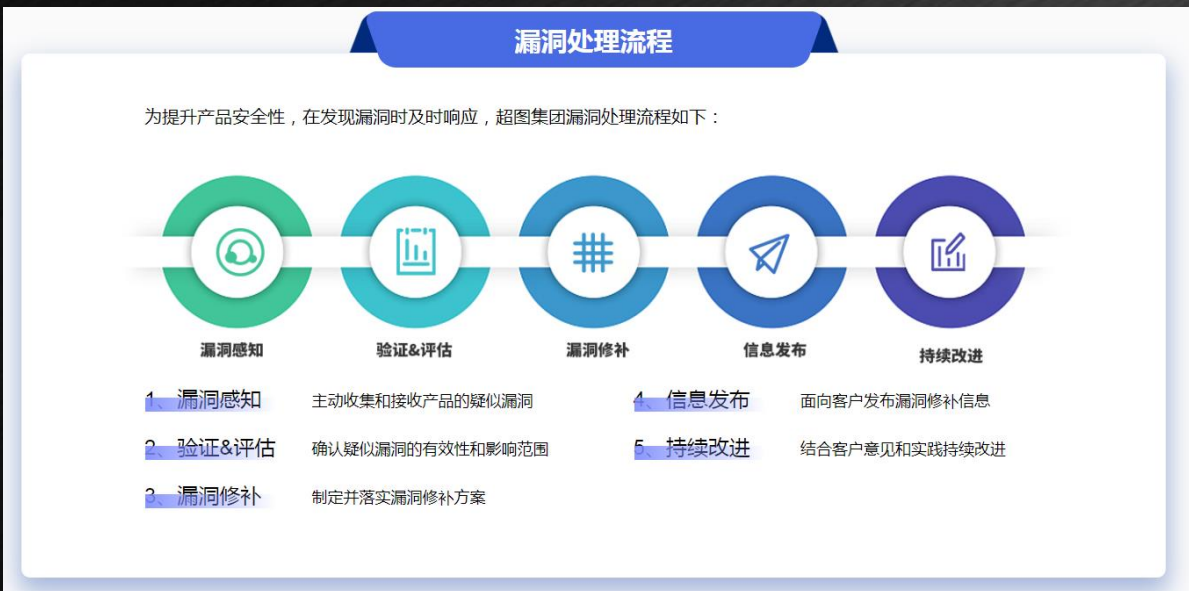 漏洞处理流程
为提升产品安全性，在发现漏洞时及时响应，超图集团漏洞处理流程如下：
漏洞感知
验证&评估
漏洞修补
信息发布
持续改进
1、漏洞感知 主动收集和接收产品的疑似漏洞
2、验证&评估 确认疑似漏洞的有效性和影响范围
3、漏洞修补 制定并落实漏洞修补方案
4、信息发布 面向客户发布漏洞修补信息
5、持续改进 结合客户意见和实践持续改进